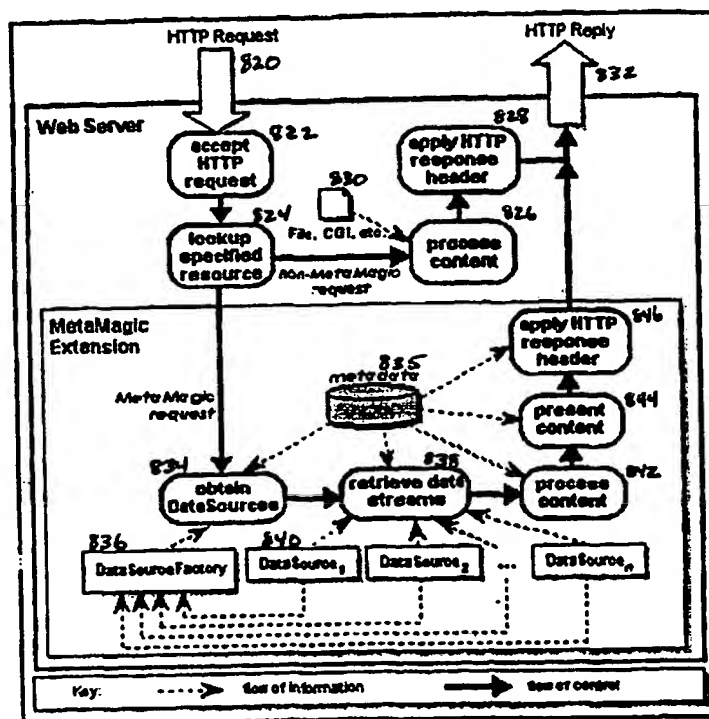 HTTP Request
820
HTTP Reply
832
Web Server
822
accept
HTTP
request
828
apply HTTP
response
header
830
File, CGI, etc.
824
lookup
specified
resource
non-MetaMagic
request
826
process
content
MetaMagic
Extension
846
apply HTTP
response
header
835
metadata
MetaMagic
request
844
present
content
834
obtain
DataSources
838
retrieve data
streams
842
process
content
836
DataSourceFactory
840
DataSource1
DataSource2
...
DataSourcen
Key:
flow of information
flow of control